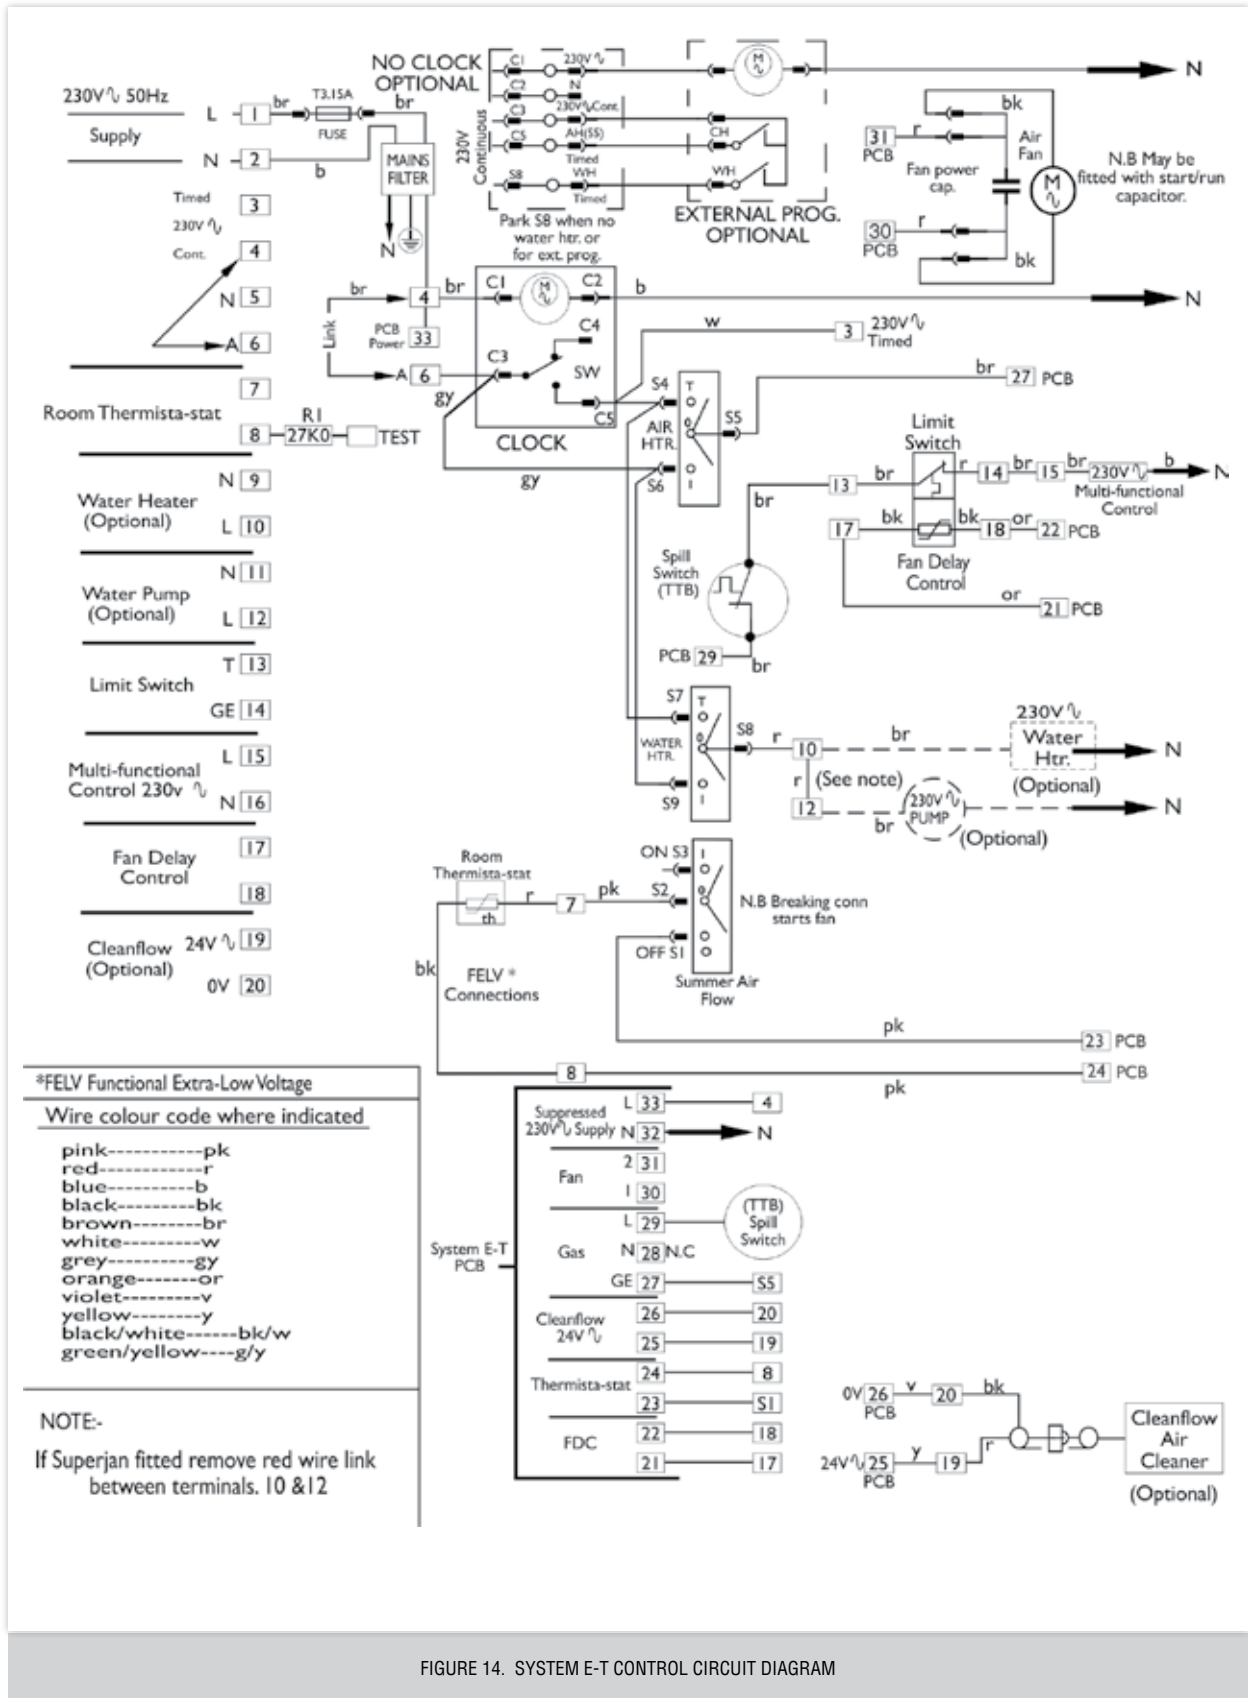 NO CLOCK
OPTIONAL
230V∿ 50Hz
Supply
L
1
br
T3.15A
FUSE
br
N
2
b
MAINS
FILTER
N
Timed
3
230V ∿
Cont.
4
N
5
A
6
7
Room Thermista-stat
8
R1
27K0
TEST
N
9
Water Heater
(Optional)
L
10
N
11
Water Pump
(Optional)
L
12
T
13
Limit Switch
GE
14
L
15
Multi-functional
Control 230v ∿
N
16
17
Fan Delay
Control
18
Cleanflow
(Optional)
24V ∿
19
0V
20
230V
Continuous
C1
230V ∿
C2
N
C3
230V∿Cont.
C5
AH(S5)
Timed
S8
WH
Timed
Park S8 when no
water htr. or
for ext. prog.
M
∿
CH
WH
EXTERNAL PROG.
OPTIONAL
N
bk
31
PCB
r
Air
Fan
Fan power
cap.
M
∿
N.B May be
fitted with start/run
capacitor.
30
PCB
r
bk
br
Link
4
br
PCB
Power
33
A
6
C1
M
∿
C2
b
N
C4
C3
SW
C5
CLOCK
gy
gy
w
3
230V∿
Timed
S4
T
0
AIR
HTR.
S5
S6
I
br
27
PCB
Limit
Switch
br
13
br
r
14
br
15
br
230V∿
b
N
Multi-functional
Control
17
bk
bk
18
or
22
PCB
Fan Delay
Control
or
21
PCB
Spill
Switch
(TTB)
PCB
29
br
S7
T
0
WATER
HTR.
S8
S9
I
r
10
br
230V ∿
Water
Htr.
N
(Optional)
r
(See note)
12
br
230V∿
PUMP
N
(Optional)
Room
Thermista-stat
th
r
7
pk
ON S3
I
S2
0
OFF S1
N.B Breaking conn
starts fan
Summer Air
Flow
bk
FELV *
Connections
pk
23
PCB
8
pk
24
PCB
*FELV Functional Extra-Low Voltage
Wire colour code where indicated
pink-----------pk
red------------r
blue----------b
black---------bk
brown--------br
white---------w
grey----------gy
orange-------or
violet---------v
yellow--------y
black/white------bk/w
green/yellow----g/y
NOTE:-
If Superjan fitted remove red wire link
between terminals. 10 &12
System E-T
PCB
Suppressed
230V∿ Supply
L
33
4
N
32
N
Fan
2
31
1
30
Gas
L
29
(TTB)
Spill
Switch
N
28
N.C
GE
27
S5
Cleanflow
24V ∿
26
20
25
19
Thermista-stat
24
8
23
S1
FDC
22
18
21
17
0V
26
PCB
v
20
bk
24V∿
25
PCB
y
19
r
Cleanflow
Air
Cleaner
(Optional)
FIGURE 14. SYSTEM E-T CONTROL CIRCUIT DIAGRAM